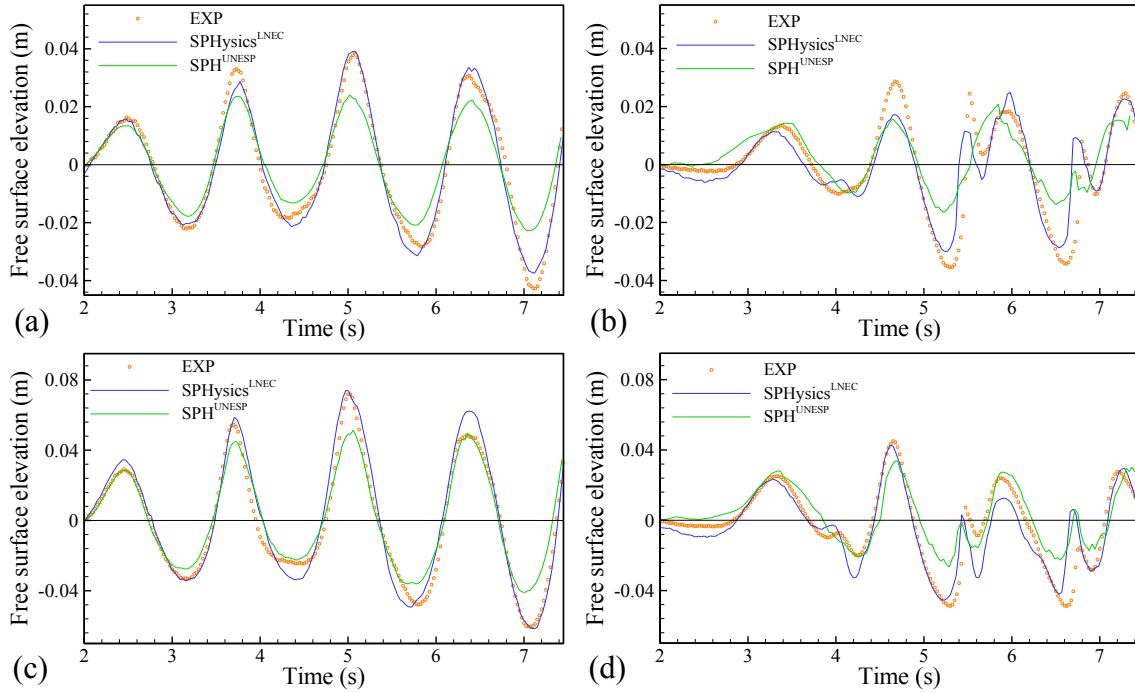 EXP
SPHysicsLNEC
SPHUNESP
Free surface elevation (m)
0.04
0.02
0
-0.02
-0.04
2 3 4 5 6 7
Time (s)
(a)
EXP
SPHysicsLNEC
SPHUNESP
Free surface elevation (m)
0.04
0.02
0
-0.02
-0.04
2 3 4 5 6 7
Time (s)
(b)
EXP
SPHysicsLNEC
SPHUNESP
Free surface elevation (m)
0.08
0.04
0
-0.04
2 3 4 5 6 7
Time (s)
(c)
EXP
SPHysicsLNEC
SPHUNESP
Free surface elevation (m)
0.08
0.04
0
-0.04
2 3 4 5 6 7
Time (s)
(d)